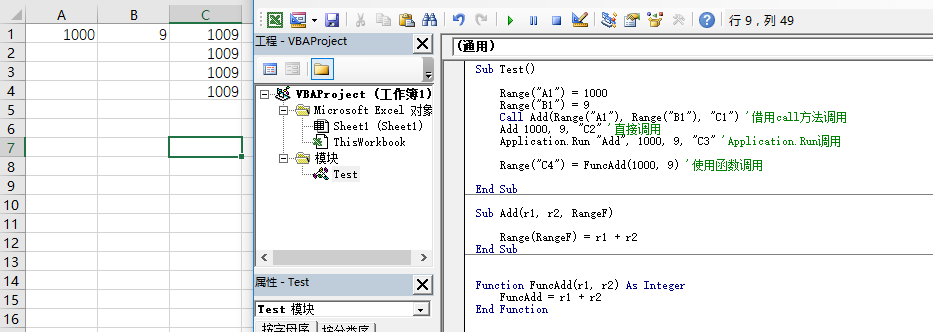 A B C
1 1000 9 1009
2 1009
3 1009
4 1009
5
6
7
8
9
10
11
12
13
14
15
16
行 9，列 49
工程 - VBAProject
VBAProject (工作簿1)
Microsoft Excel 对象
Sheet1 (Sheet1)
ThisWorkbook
模块
Test
属性 - Test
Test 模块
按字母序 按分类序
(通用)
Sub Test()
Range("A1") = 1000
Range("B1") = 9
Call Add(Range("A1"), Range("B1"), "C1") '借用call方法调用
Add 1000, 9, "C2" '直接调用
Application.Run "Add", 1000, 9, "C3" 'Application.Run调用
Range("C4") = FuncAdd(1000, 9) '使用函数调用
End Sub
Sub Add(r1, r2, RangeF)
Range(RangeF) = r1 + r2
End Sub
Function FuncAdd(r1, r2) As Integer
FuncAdd = r1 + r2
End Function